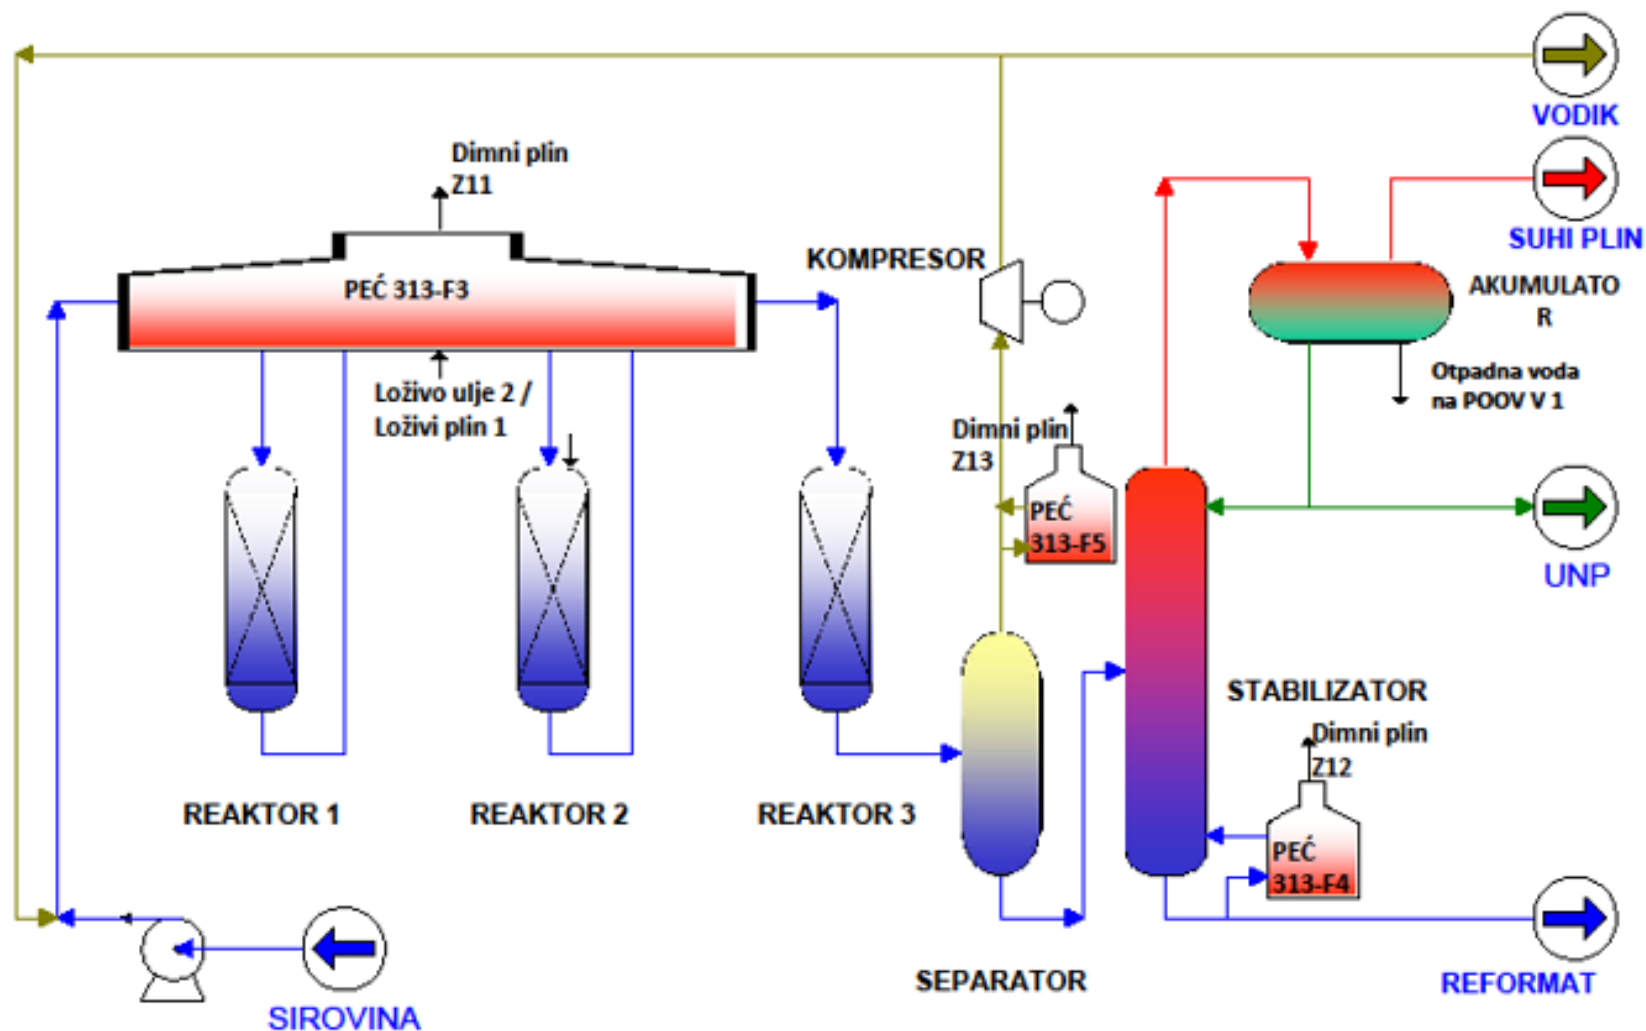 VODIK
Dimni plin
Z11
SUHI PLIN
KOMPRESOR
PEĆ 313-F3
AKUMULATO
R
Loživo ulje 2 /
Loživi plin 1
Otpadna voda
na POOV V 1
Dimni plin
Z13
PEĆ
313-F5
UNP
STABILIZATOR
Dimni plin
Z12
REAKTOR 1
REAKTOR 2
REAKTOR 3
PEĆ
313-F4
SEPARATOR
REFORMAT
SIROVINA